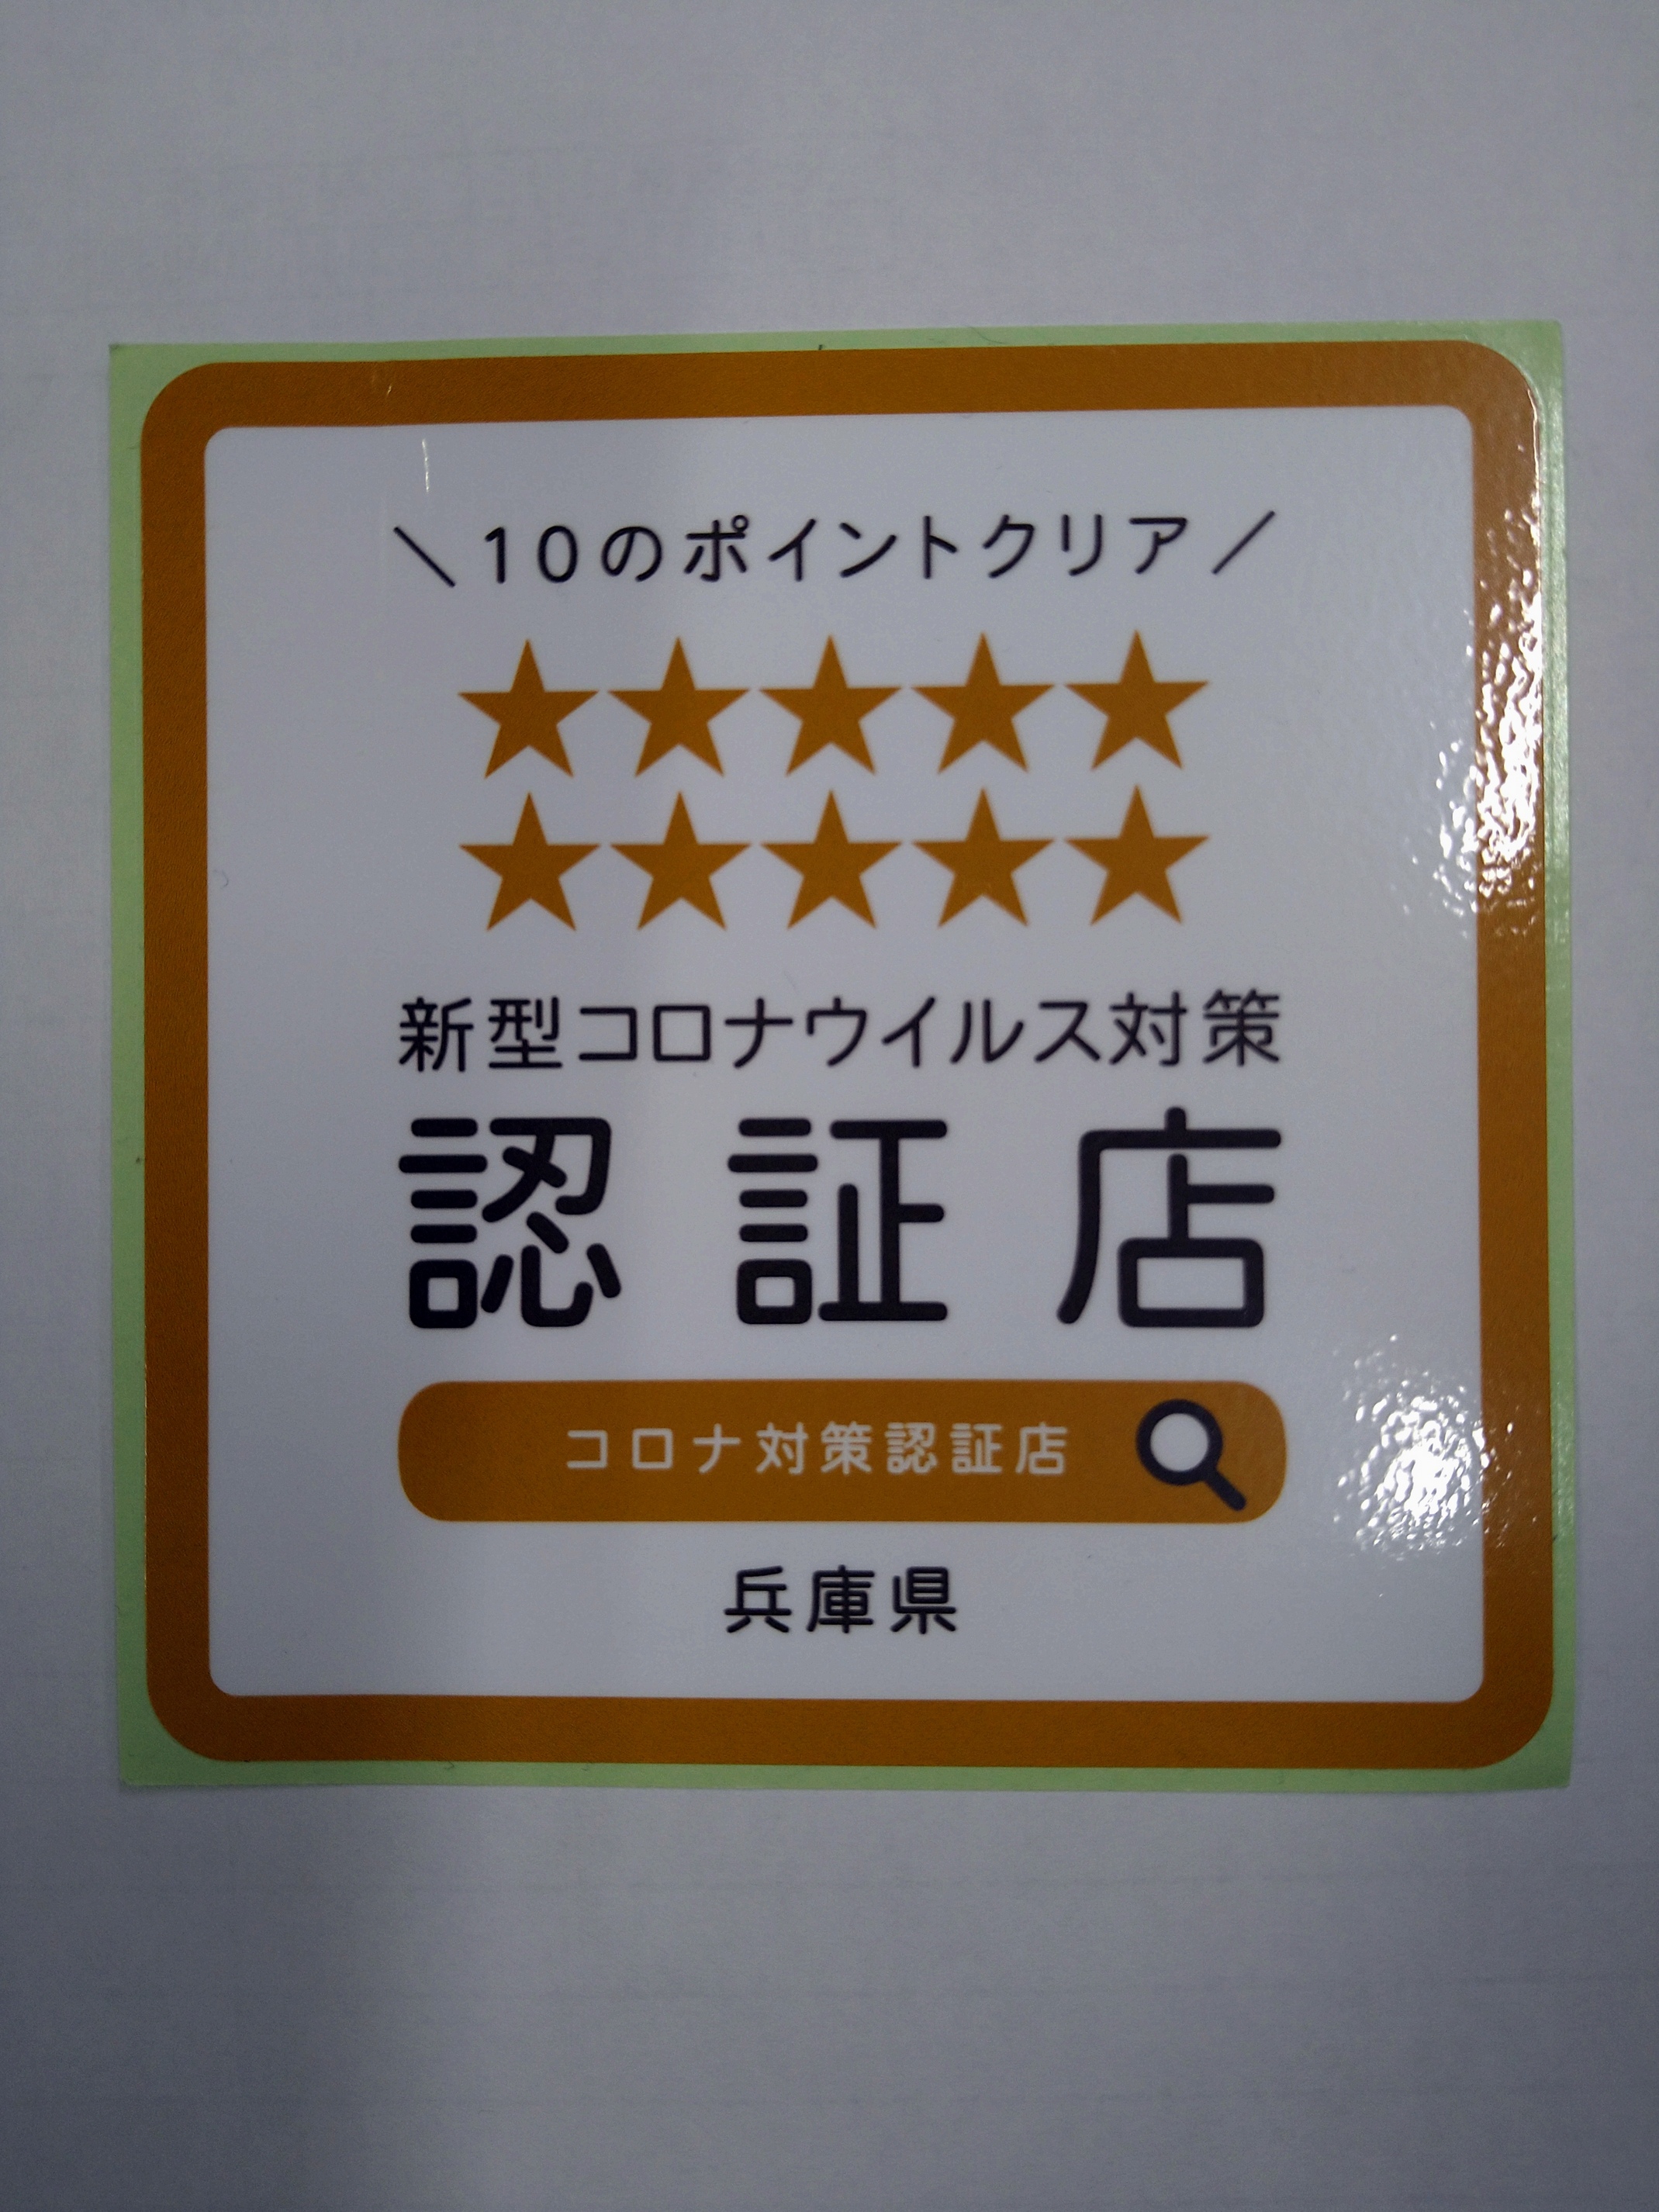 ＼10のポイントクリア／
★★★★★
★★★★★
新型コロナウイルス対策
認証店
コロナ対策認証店
兵庫県